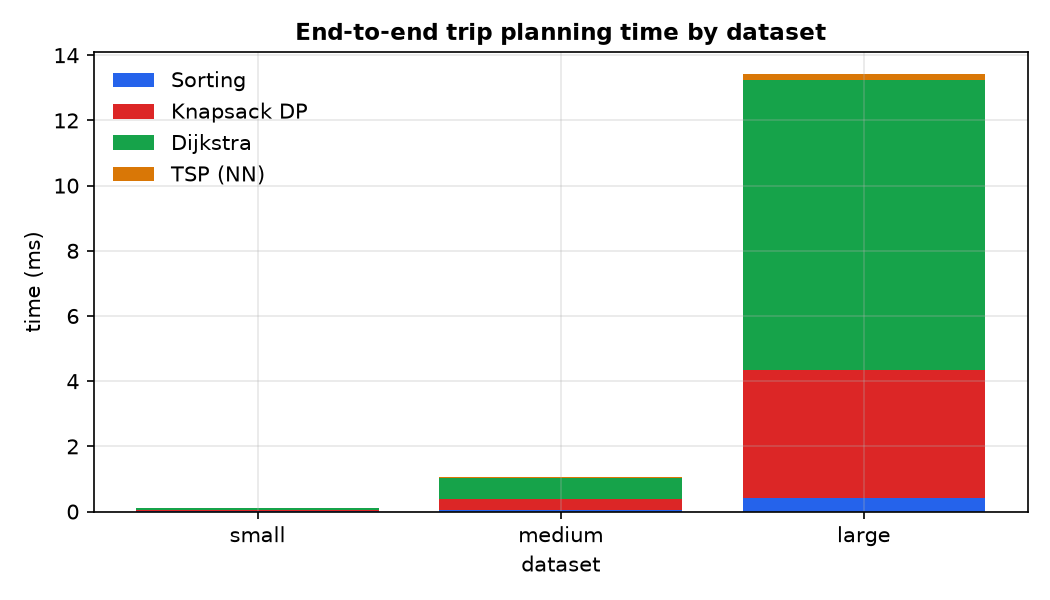 End-to-end trip planning time by dataset
14
12
10
8
6
4
2
0
time (ms)
Sorting
Knapsack DP
Dijkstra
TSP (NN)
small
medium
large
dataset